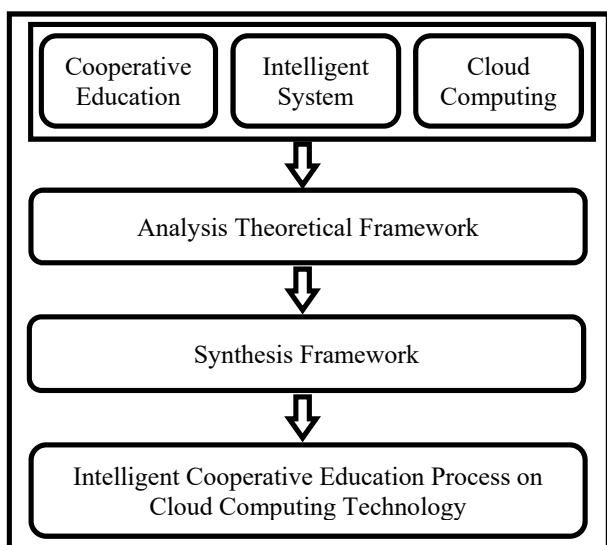 Cooperative Education
Intelligent System
Cloud Computing
Analysis Theoretical Framework
Synthesis Framework
Intelligent Cooperative Education Process on
Cloud Computing Technology